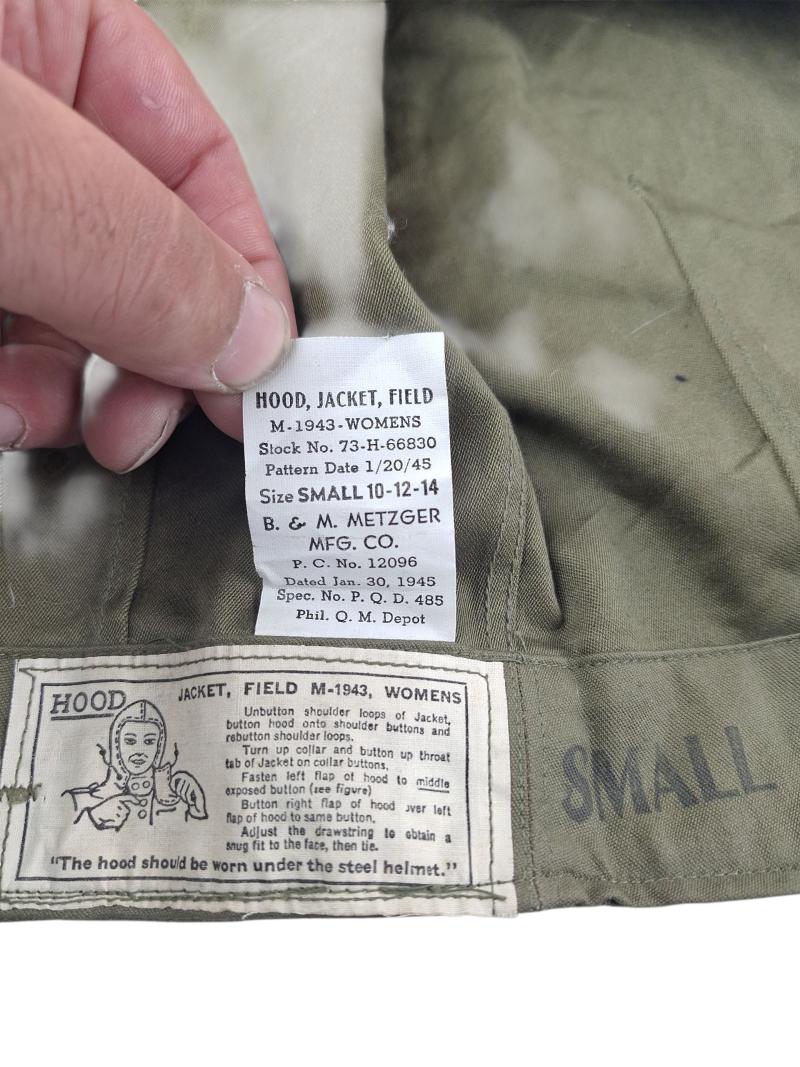 HOOD, JACKET, FIELD
M-1943-WOMENS
Stock No. 73-H-66830
Pattern Date 1/20/45
Size SMALL 10-12-14
B. & M. METZGER
MFG. CO.
P. C. No. 12096
Dated Jan. 30, 1945
Spec. No. P. Q. D. 485
Phil. Q. M. Depot
HOOD
JACKET, FIELD M-1943, WOMENS
Unbutton shoulder loops of Jacket,
button hood onto shoulder buttons and
rebutton shoulder loops.
Turn up collar and button up throat
tab of Jacket on collar buttons.
Fasten left flap of hood to middle
exposed button (see figure)
Button right flap of hood over left
flap of hood to same button.
Adjust the drawstring to obtain a
snug fit to the face, then tie.
"The hood should be worn under the steel helmet."
SMALL